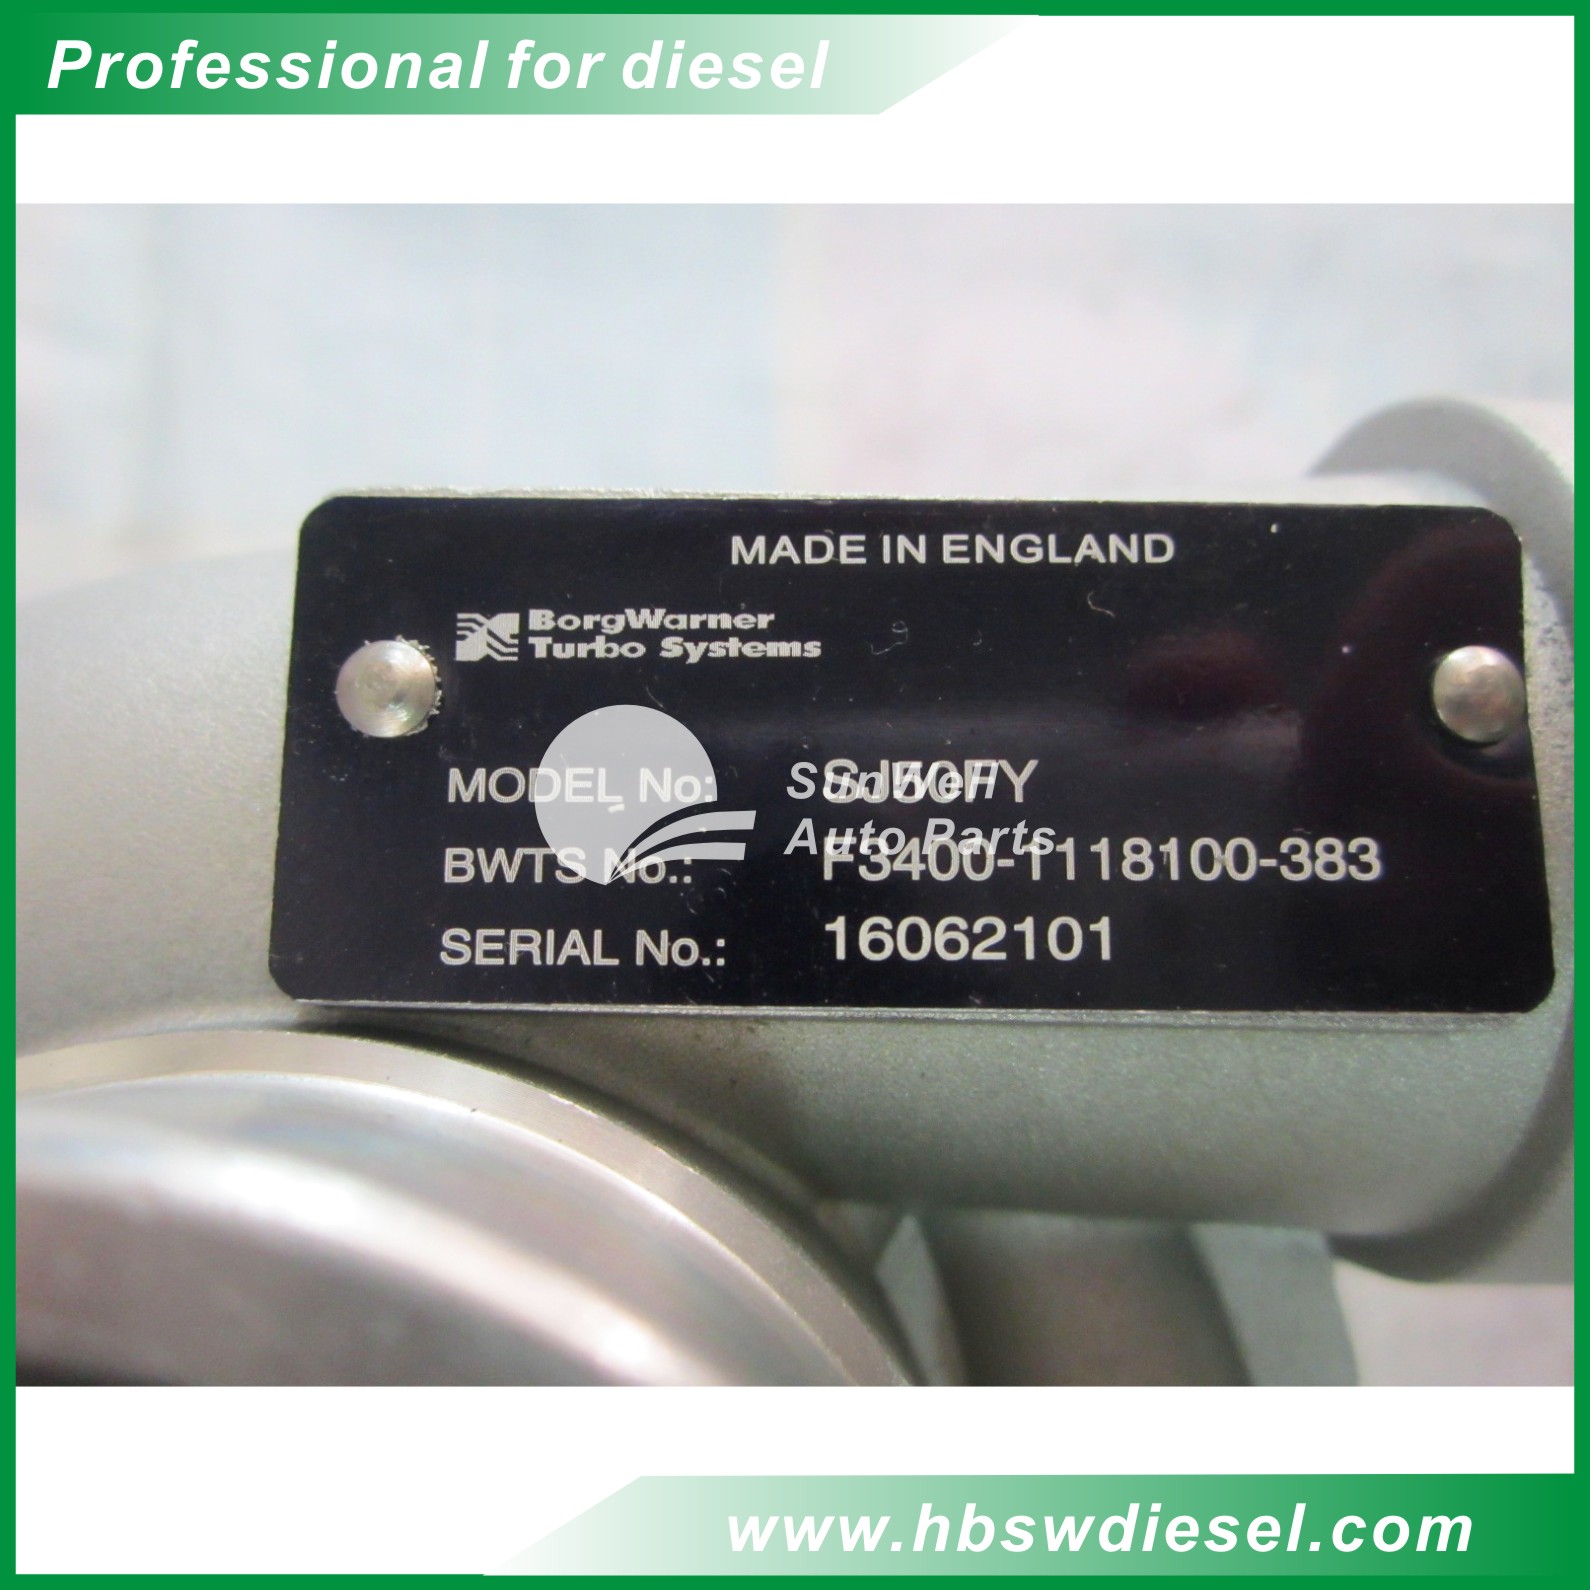 Professional for diesel
MADE IN ENGLAND
BorgWarner
Turbo Systems
MODEL No: SJ50FY
SunWell
Auto Parts
BWTS No.: F3400-1118100-383
SERIAL No.: 16062101
www.hbswdiesel.com